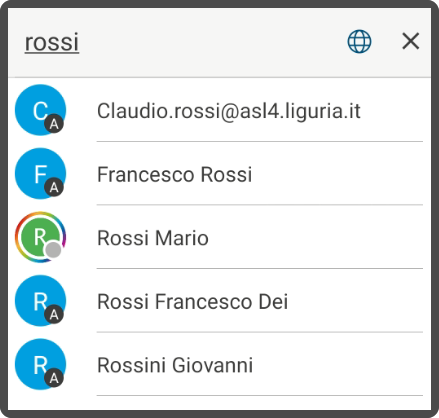 rossi
C A Claudio.rossi@asl4.liguria.it
F A Francesco Rossi
R Rossi Mario
R A Rossi Francesco Dei
R A Rossini Giovanni